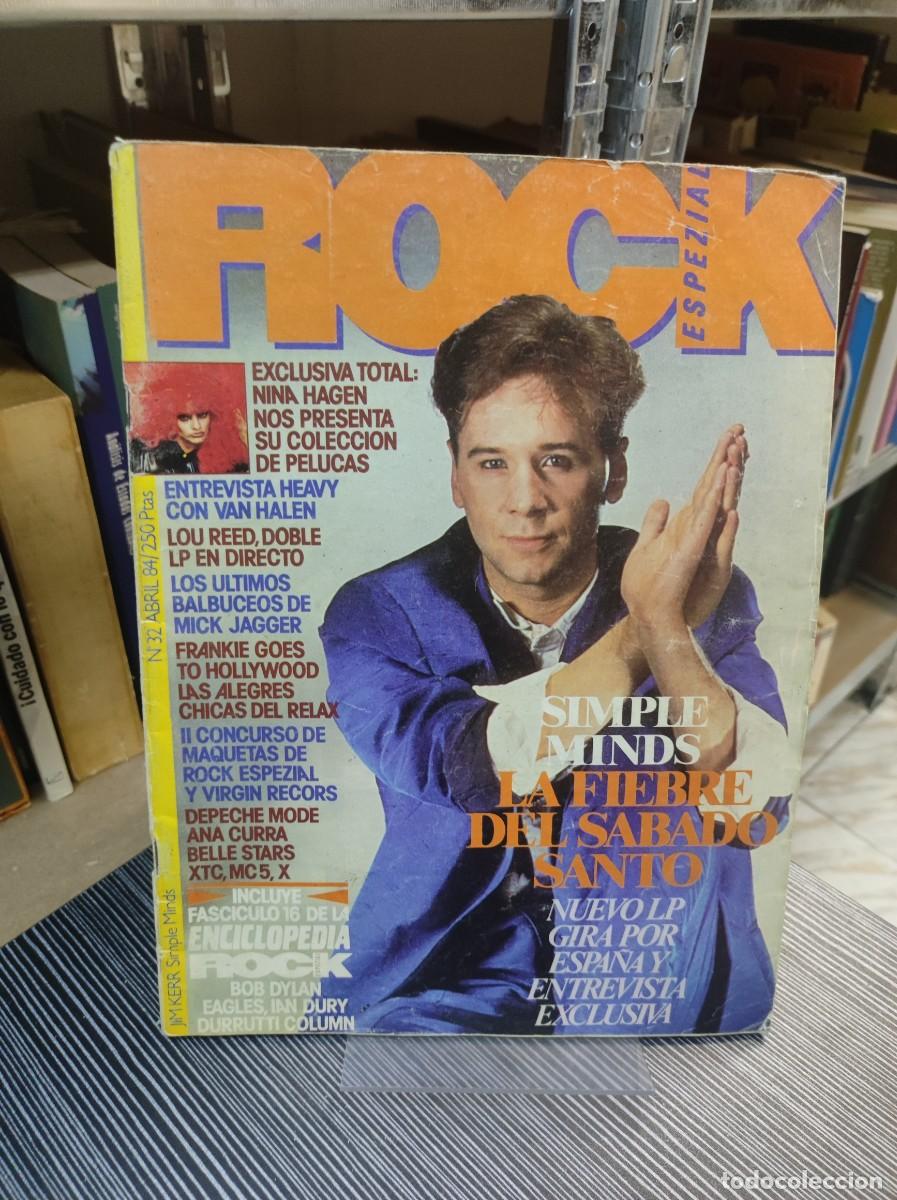 ROCK
ESPEZIAL
EXCLUSIVA TOTAL:
NINA HAGEN
NOS PRESENTA
SU COLECCION
DE PELUCAS
ENTREVISTA HEAVY
CON VAN HALEN
LOU REED, DOBLE
LP EN DIRECTO
LOS ULTIMOS
BALBUCEOS DE
MICK JAGGER
FRANKIE GOES
TO HOLLYWOOD
LAS ALEGRES
CHICAS DEL RELAX
II CONCURSO DE
MAQUETAS DE
ROCK ESPEZIAL
Y VIRGIN RECORS
DEPECHE MODE
ANA CURRA
BELLE STARS
XTC, MC5, X
INCLUYE
FASCICULO 16 DE LA
ENCICLOPEDIA
ROCK
BOB DYLAN
EAGLES, IAN DURY
DURRUTTI COLUMN
SIMPLE
MINDS
LA FIEBRE
DEL SABADO
SANTO
NUEVO LP
GIRA POR
ESPAÑA Y
ENTREVISTA
EXCLUSIVA
Nº 32 ABRIL 84/250 Ptas
JIM KERR Simple Minds
¡Cuidado con
todocoleccion